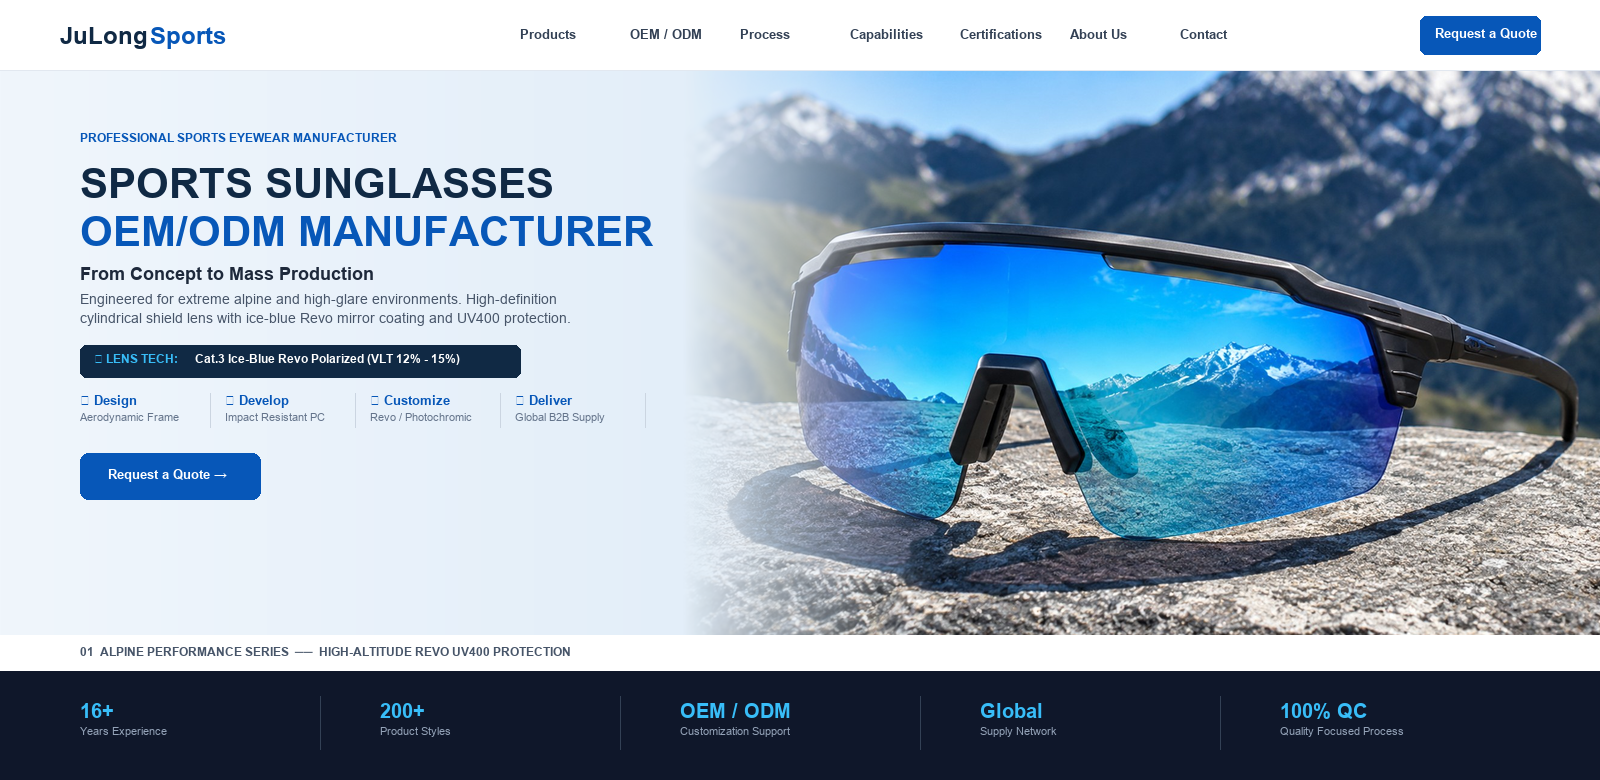 JuLongSports
Products OEM / ODM Process Capabilities Certifications About Us Contact
Request a Quote
PROFESSIONAL SPORTS EYEWEAR MANUFACTURER
SPORTS SUNGLASSES
OEM/ODM MANUFACTURER
From Concept to Mass Production
Engineered for extreme alpine and high-glare environments. High-definition
cylindrical shield lens with ice-blue Revo mirror coating and UV400 protection.
LENS TECH: Cat.3 Ice-Blue Revo Polarized (VLT 12% - 15%)
Design
Aerodynamic Frame
Develop
Impact Resistant PC
Customize
Revo / Photochromic
Deliver
Global B2B Supply
Request a Quote →
01 ALPINE PERFORMANCE SERIES —— HIGH-ALTITUDE REVO UV400 PROTECTION
16+
Years Experience
200+
Product Styles
OEM / ODM
Customization Support
Global
Supply Network
100% QC
Quality Focused Process